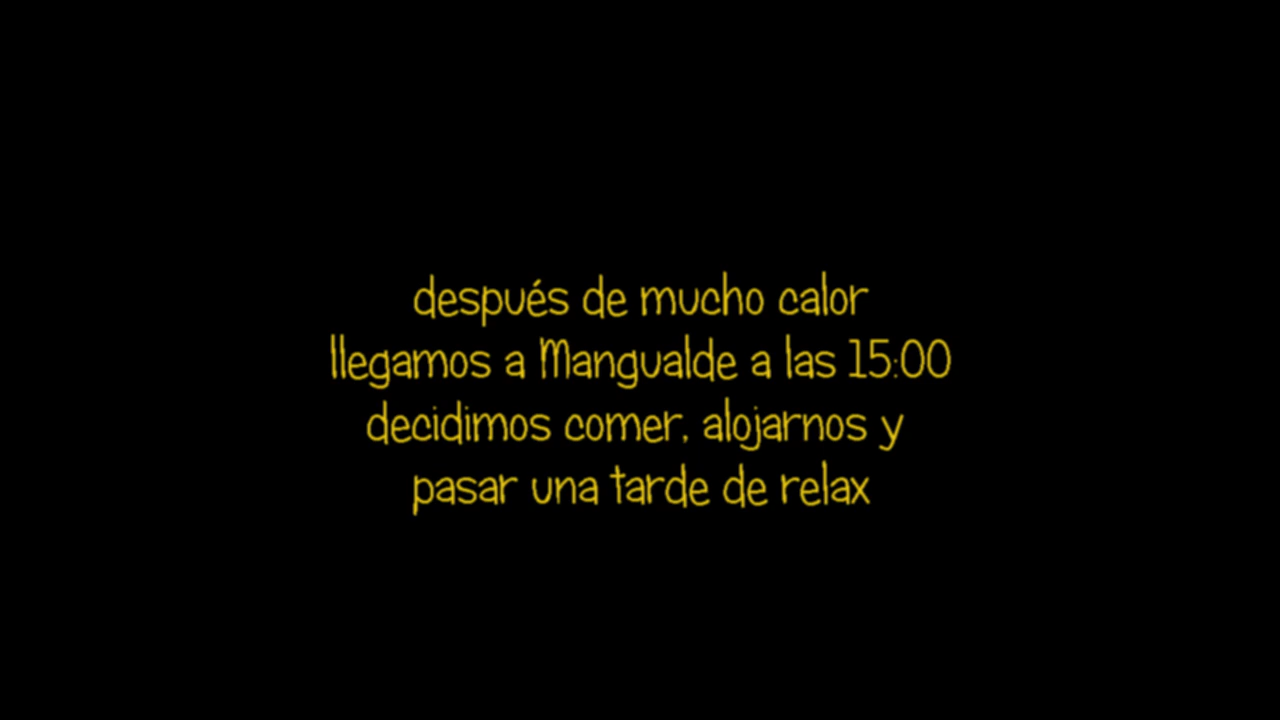 después de mucho calor
llegamos a Mangualde a las 15:00
decidimos comer, alojarnos y
pasar una tarde de relax